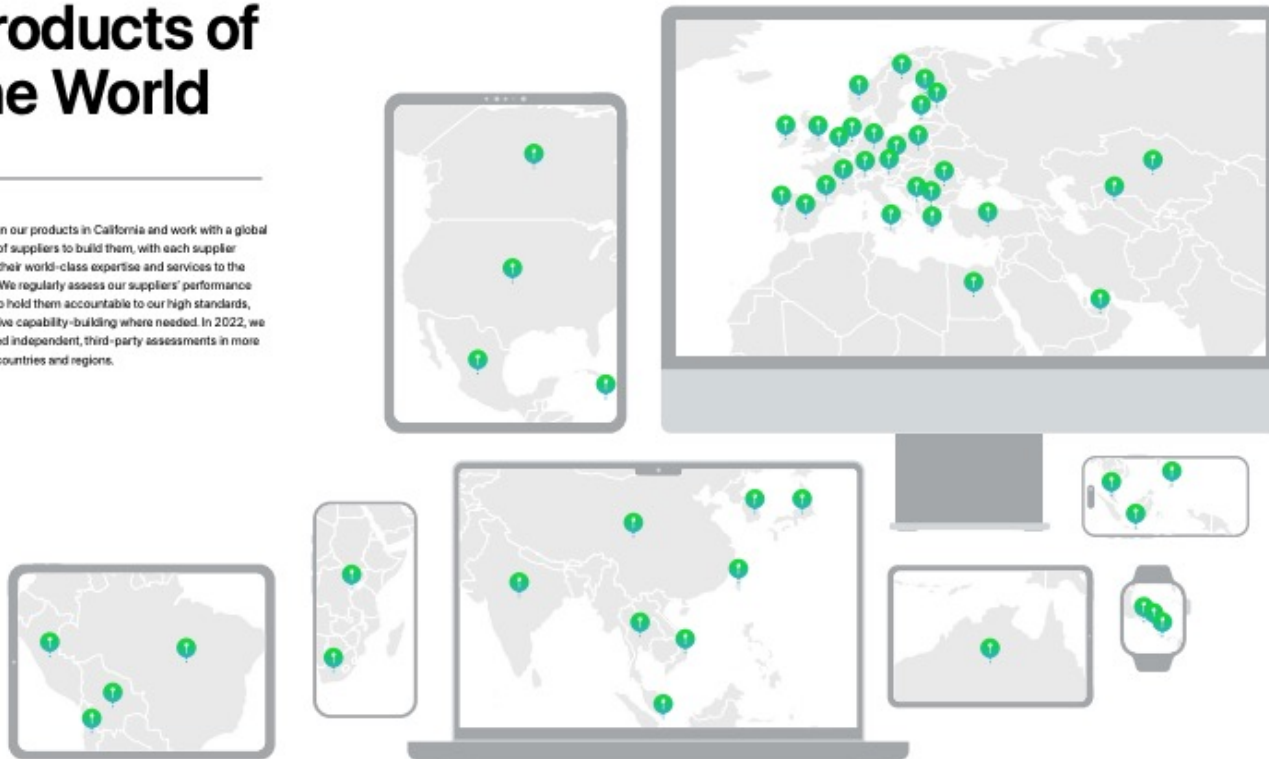 roducts of
e World
n our products in California and work with a global
of suppliers to build them, with each supplier
their world-class expertise and services to the
We regularly assess our suppliers' performance
o hold them accountable to our high standards,
ive capability-building where needed. In 2022, we
ed independent, third-party assessments in more
countries and regions.